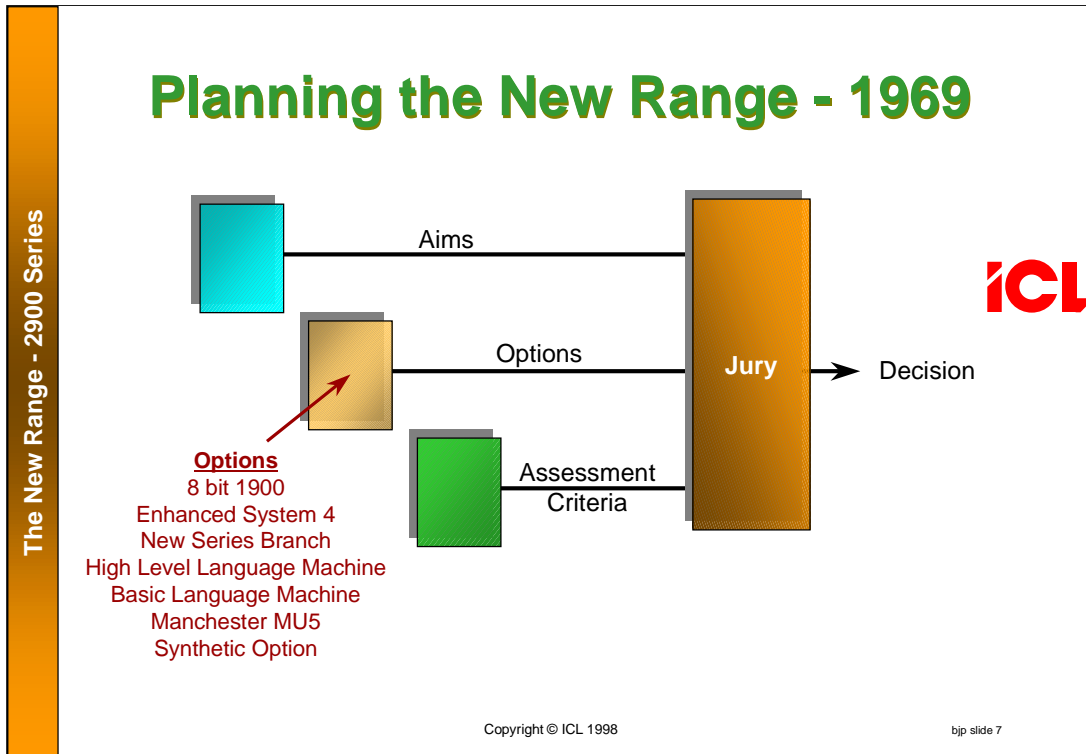 Planning the New Range - 1969
The New Range - 2900 Series
Aims
ICL
Options
Jury
Decision
Assessment
Criteria
Options
8 bit 1900
Enhanced System 4
New Series Branch
High Level Language Machine
Basic Language Machine
Manchester MU5
Synthetic Option
Copyright © ICL 1998
bjp slide 7